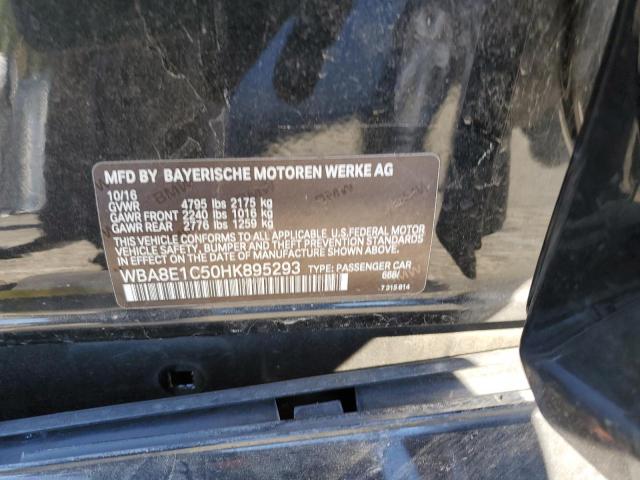 MFD BY BAYERISCHE MOTOREN WERKE AG
10/16
GVWR 4795 lbs 2175 kg
GAWR FRONT 2240 lbs 1016 kg
GAWR REAR 2776 lbs 1259 kg
THIS VEHICLE CONFORMS TO ALL APPLICABLE U.S.FEDERAL MOTOR
VEHICLE SAFETY, BUMPER, AND THEFT PREVENTION
STANDARDS IN EFFECT ON THE DATE OF MANUFACTURE SHOWN ABOVE.
WBA8E1C50HK895293 TYPE: PASSENGER CAR
668K
7 315 814